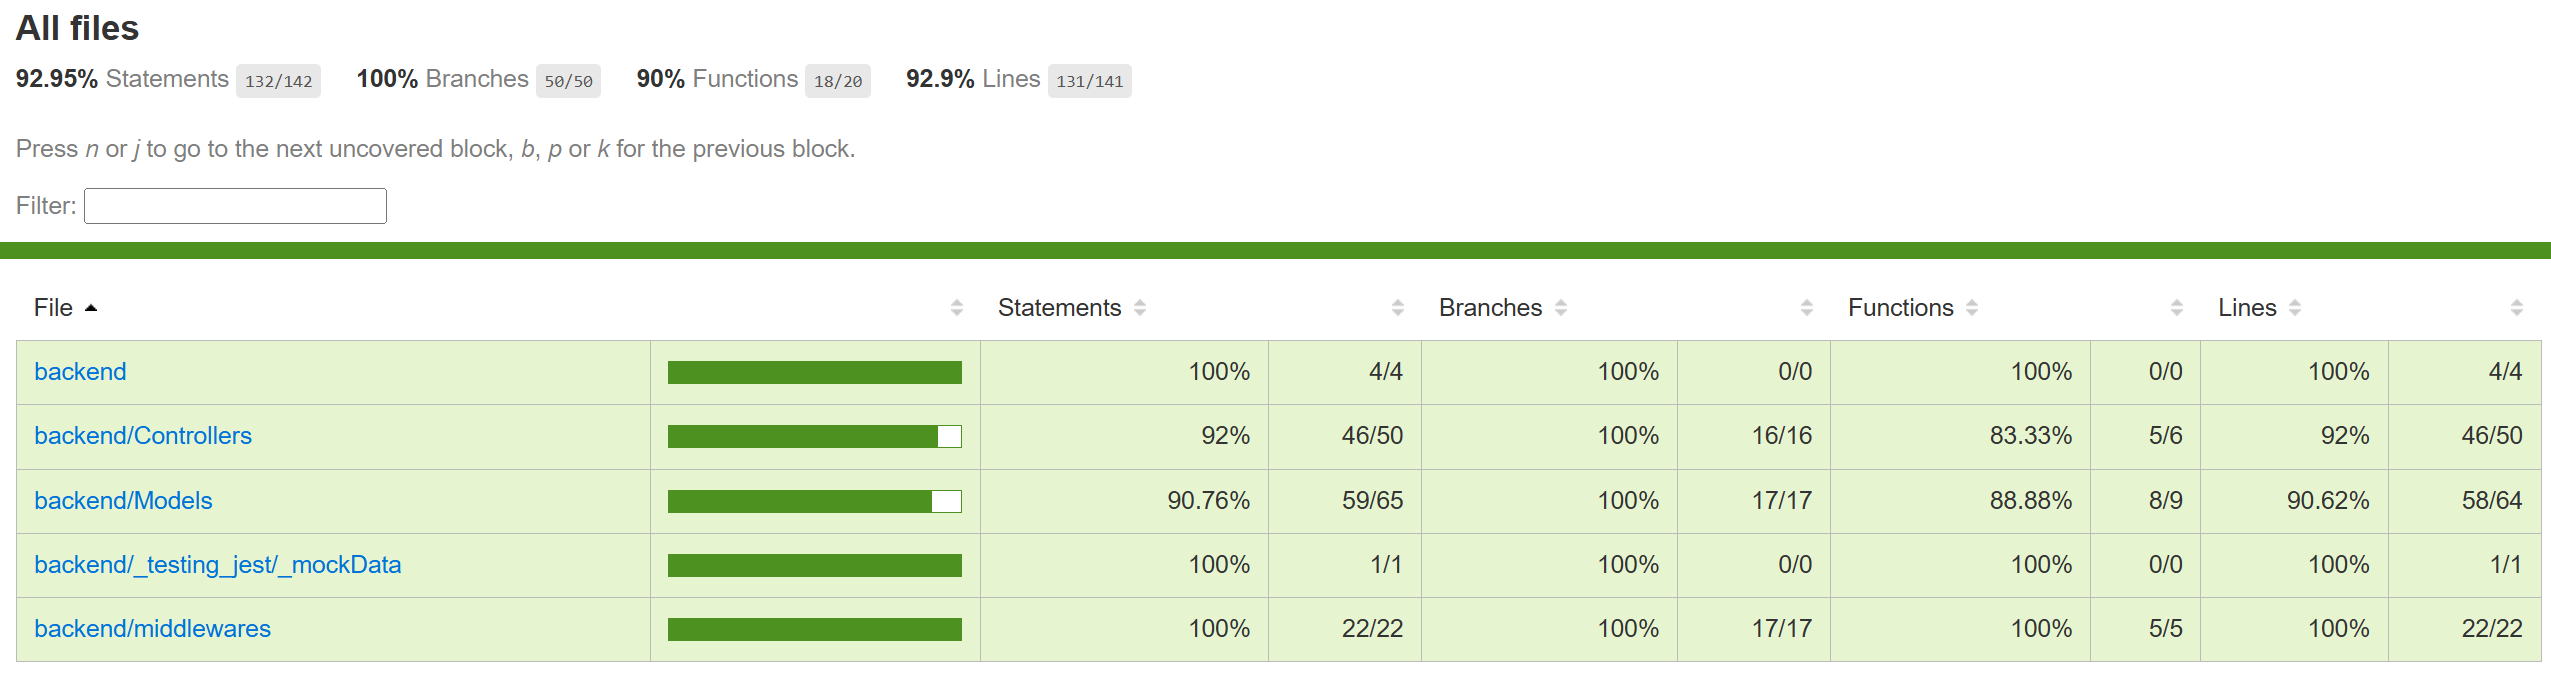 All files
92.95% Statements 132/142 100% Branches 50/50 90% Functions 18/20 92.9% Lines 131/141
Press n or j to go to the next uncovered block, b, p or k for the previous block.
Filter:
File Statements Branches Functions Lines
backend 100% 4/4 100% 0/0 100% 0/0 100% 4/4
backend/Controllers 92% 46/50 100% 16/16 83.33% 5/6 92% 46/50
backend/Models 90.76% 59/65 100% 17/17 88.88% 8/9 90.62% 58/64
backend/_testing_jest/_mockData 100% 1/1 100% 0/0 100% 0/0 100% 1/1
backend/middlewares 100% 22/22 100% 17/17 100% 5/5 100% 22/22